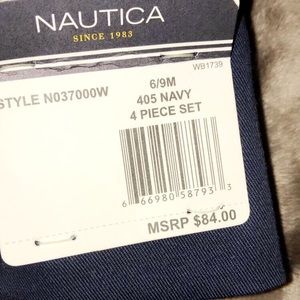 NAUTICA
SINCE 1983
WB1739
STYLE N037000W
6/9M
405 NAVY
4 PIECE SET
6 66980 58793 3
MSRP $84.00